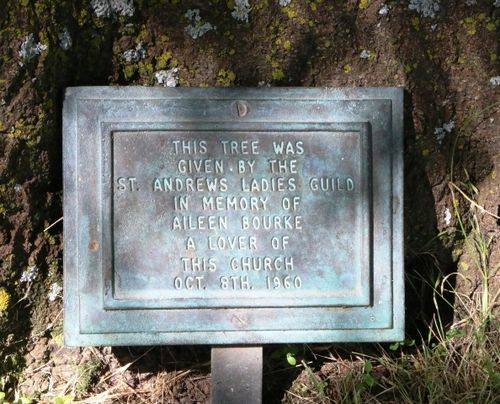 THIS TREE WAS
GIVEN BY THE
ST. ANDREWS LADIES GUILD
IN MEMORY OF
AILEEN BOURKE
A LOVER OF
THIS CHURCH
OCT. 8TH, 1960